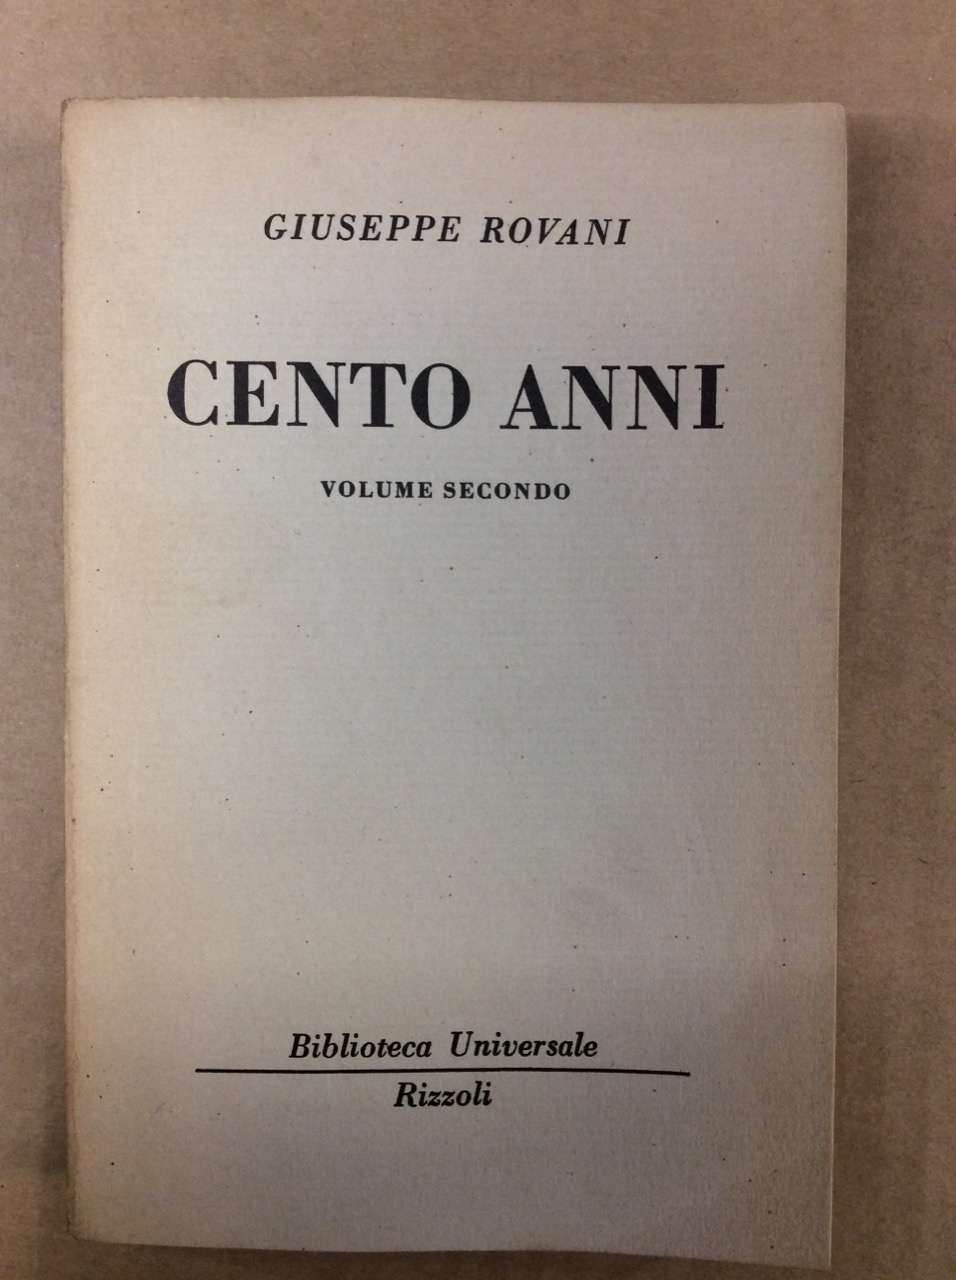 GIUSEPPE ROVANI
CENTO ANNI
VOLUME SECONDO
Biblioteca Universale
Rizzoli